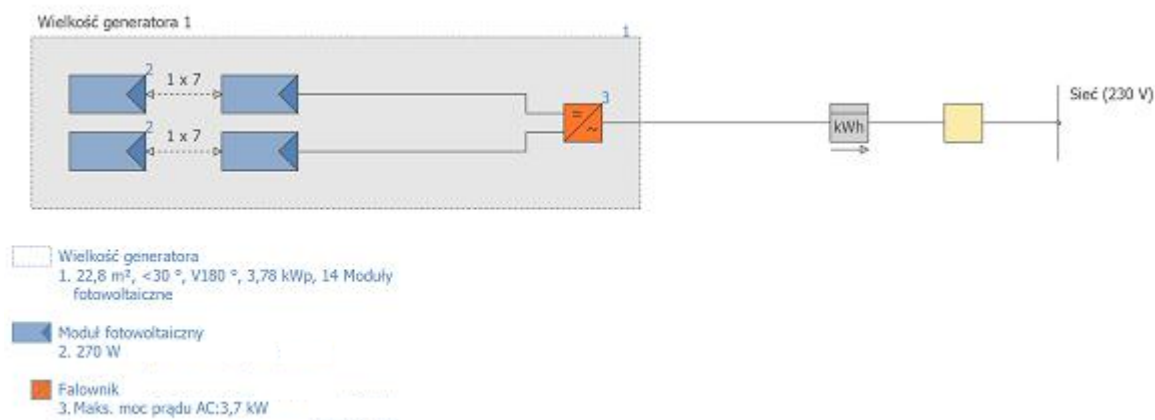 Wielkość generatora 1
1
2
1 x 7
2
1 x 7
3
= ~
kWh
Sieć (230 V)
Wielkość generatora
1. 22,8 m², <30 °, V180 °, 3,78 kWp, 14 Moduły
fotowoltaiczne
Moduł fotowoltaiczny
2. 270 W
Falownik
3. Maks. moc prądu AC:3,7 kW